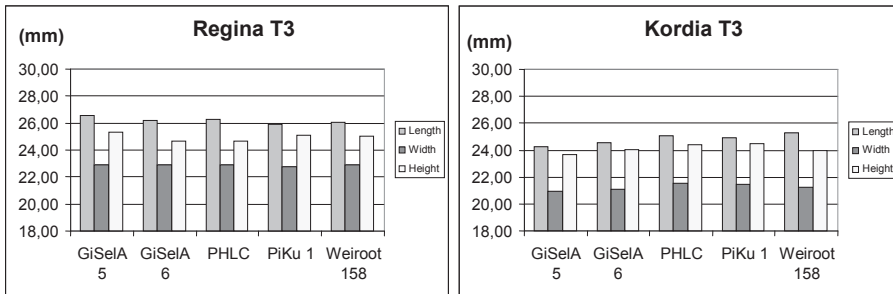 Regina T3
(mm)
30,00
28,00
26,00
24,00
22,00
20,00
18,00
GiSelA 5
GiSelA 6
PHLC
PiKu 1
Weiroot 158
Length
Width
Height
Kordia T3
(mm)
30,00
28,00
26,00
24,00
22,00
20,00
18,00
GiSelA 5
GiSelA 6
PHLC
PiKu 1
Weiroot 158
Length
Width
Height